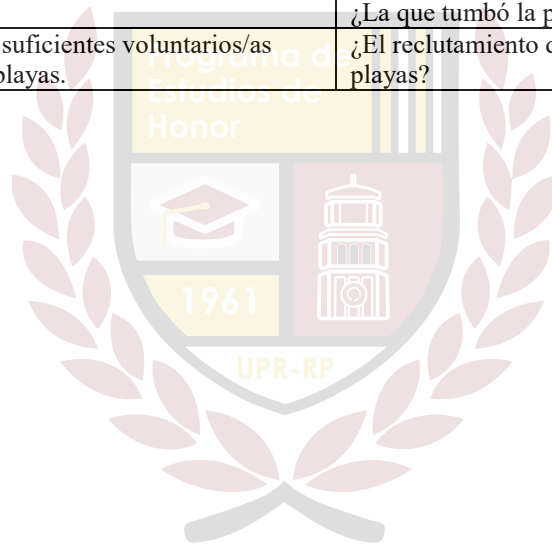 ¿La que tumbó la p
suficientes voluntarios/as
playas.
¿El reclutamiento
playas?
Programa de
Estudios de
Honor
1961
UPR-RP